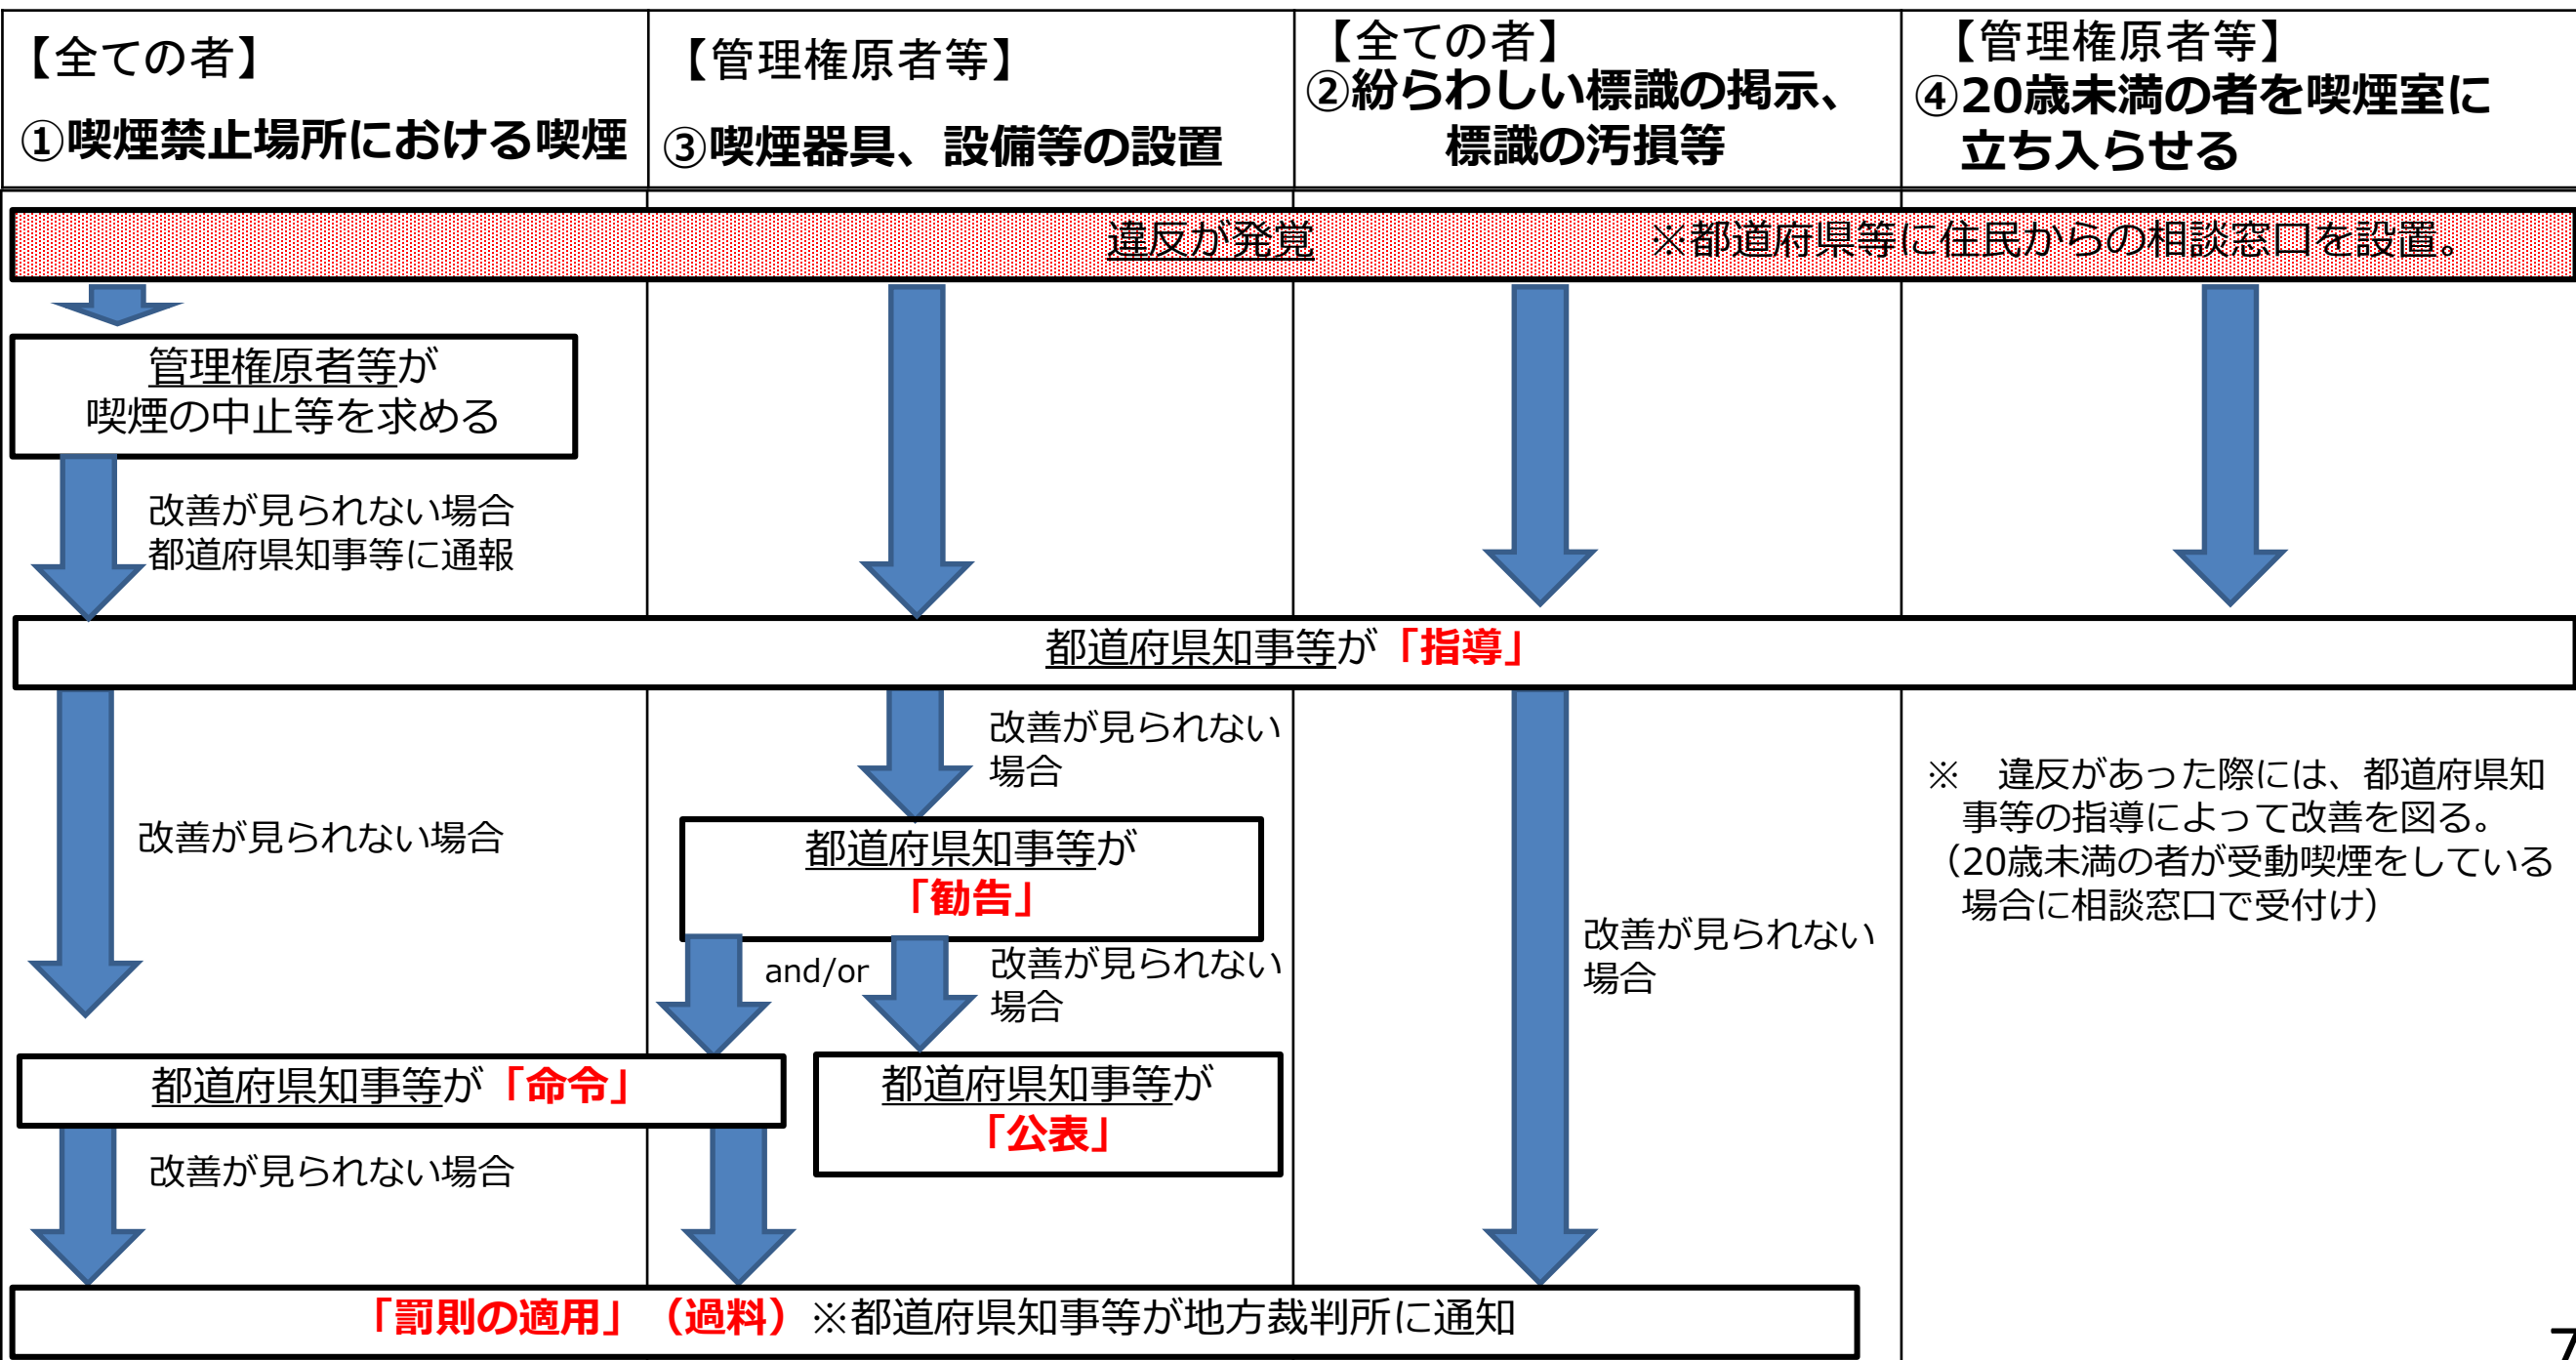 【全ての者】
①喫煙禁止場所における喫煙
【管理権原者等】
③喫煙器具、設備等の設置
【全ての者】
②紛らわしい標識の掲示、
標識の汚損等
【管理権原者等】
④20歳未満の者を喫煙室に
立ち入らせる
違反が発覚 ※都道府県等に住民からの相談窓口を設置。
管理権原者等が
喫煙の中止等を求める
改善が見られない場合
都道府県知事等に通報
都道府県知事等が「指導」
改善が見られない場合
改善が見られない
場合
都道府県知事等が
「勧告」
and/or
改善が見られない
場合
都道府県知事等が「命令」
都道府県知事等が
「公表」
改善が見られない場合
改善が見られない
場合
※ 違反があった際には、都道府県知
事等の指導によって改善を図る。
（20歳未満の者が受動喫煙をしている
場合に相談窓口で受付け）
「罰則の適用」（過料）※都道府県知事等が地方裁判所に通知
7